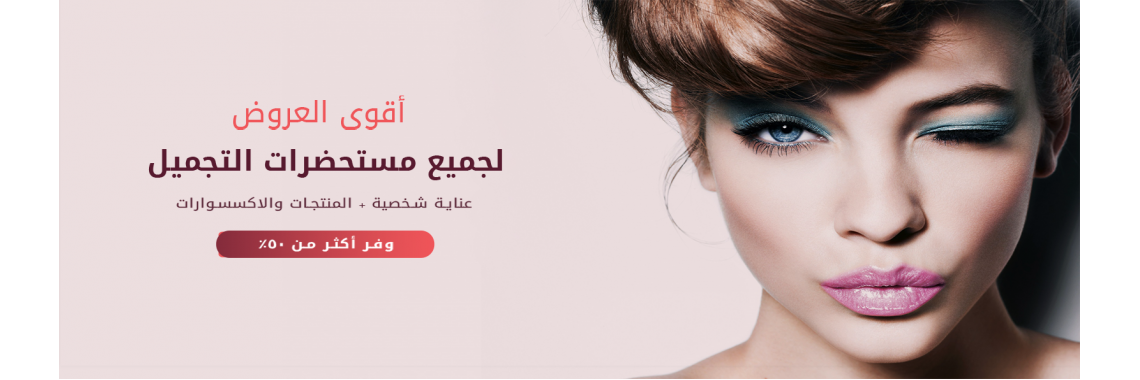 أقوى العروض
لجميع مستحضرات التجميل
عناية شخصية + المنتجات والاكسسوارات
وفر أكثر من ٥٠٪